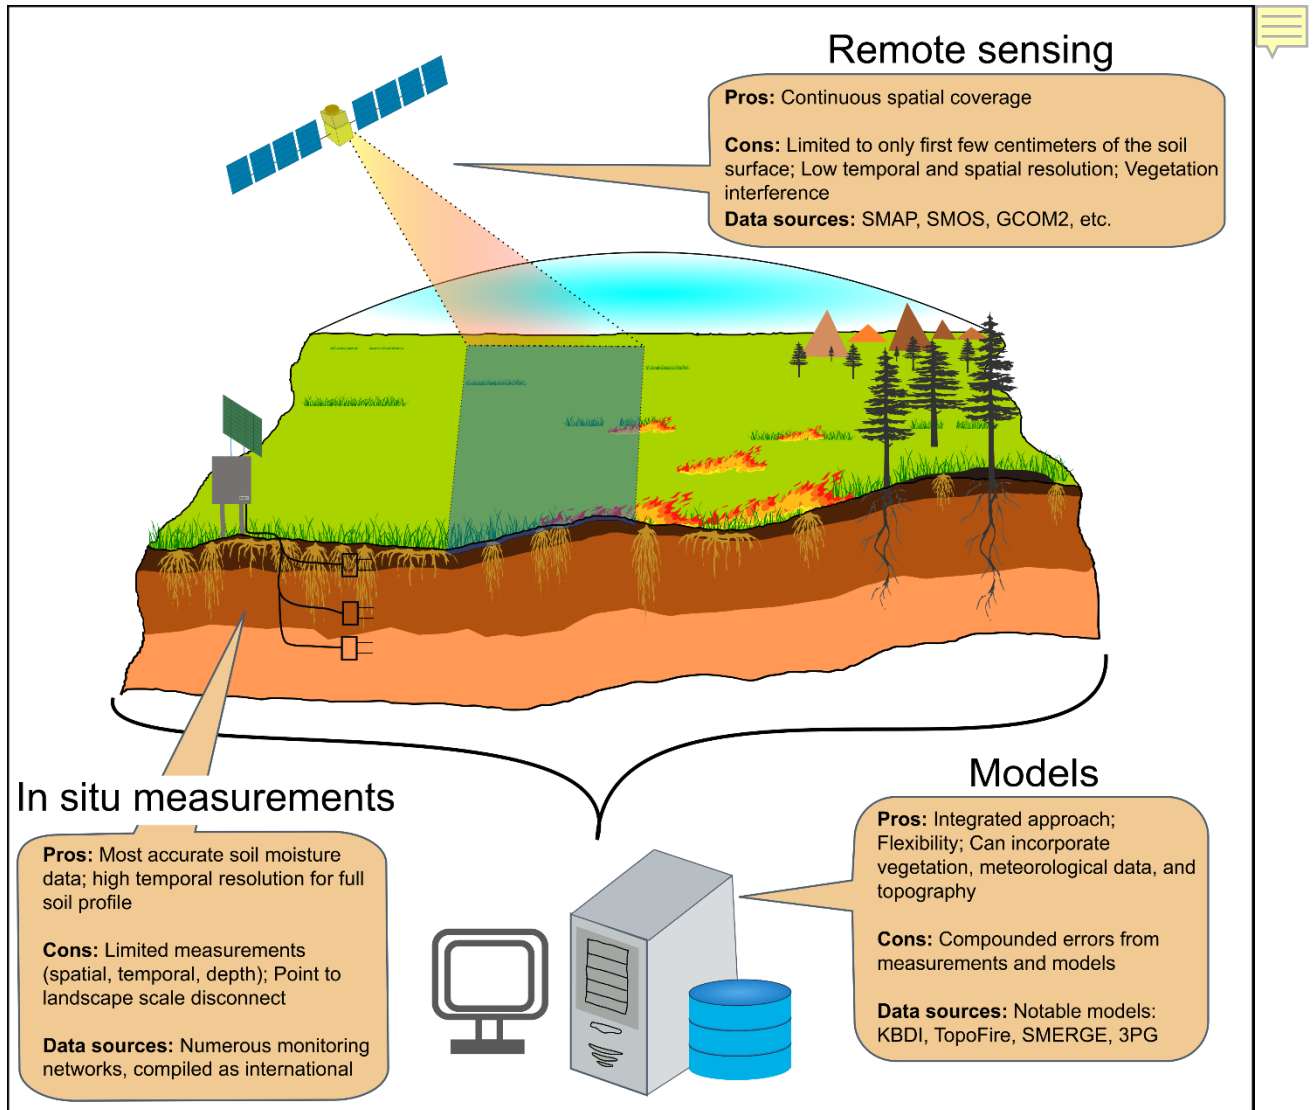 Remote sensing
Pros: Continuous spatial coverage
Cons: Limited to only first few centimeters of the soil
surface; Low temporal and spatial resolution; Vegetation
interference
Data sources: SMAP, SMOS, GCOM2, etc.
In situ measurements
Pros: Most accurate soil moisture
data; high temporal resolution for full
soil profile
Cons: Limited measurements
(spatial, temporal, depth); Point to
landscape scale disconnect
Data sources: Numerous monitoring
networks, compiled as international
Models
Pros: Integrated approach;
Flexibility; Can incorporate
vegetation, meteorological data, and
topography
Cons: Compounded errors from
measurements and models
Data sources: Notable models:
KBDI, TopoFire, SMERGE, 3PG